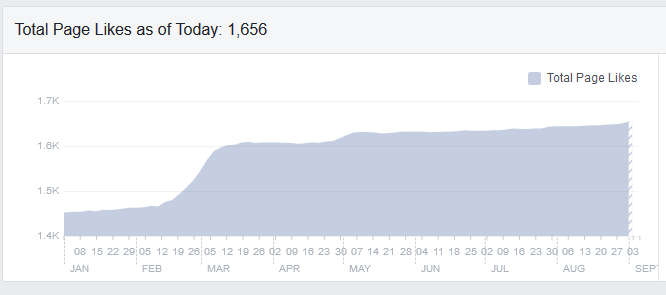 Total Page Likes as of Today: 1,656
Total Page Likes
1.7K
1.6K
1.5K
1.4K
08 15 22 29 05 12 19 26 05 12 19 26 02 09 16 23 30 07 14 21 28 04 11 18 25 02 09 16 23 30 06 13 20 27 03
JAN FEB MAR APR MAY JUN JUL AUG SEPT